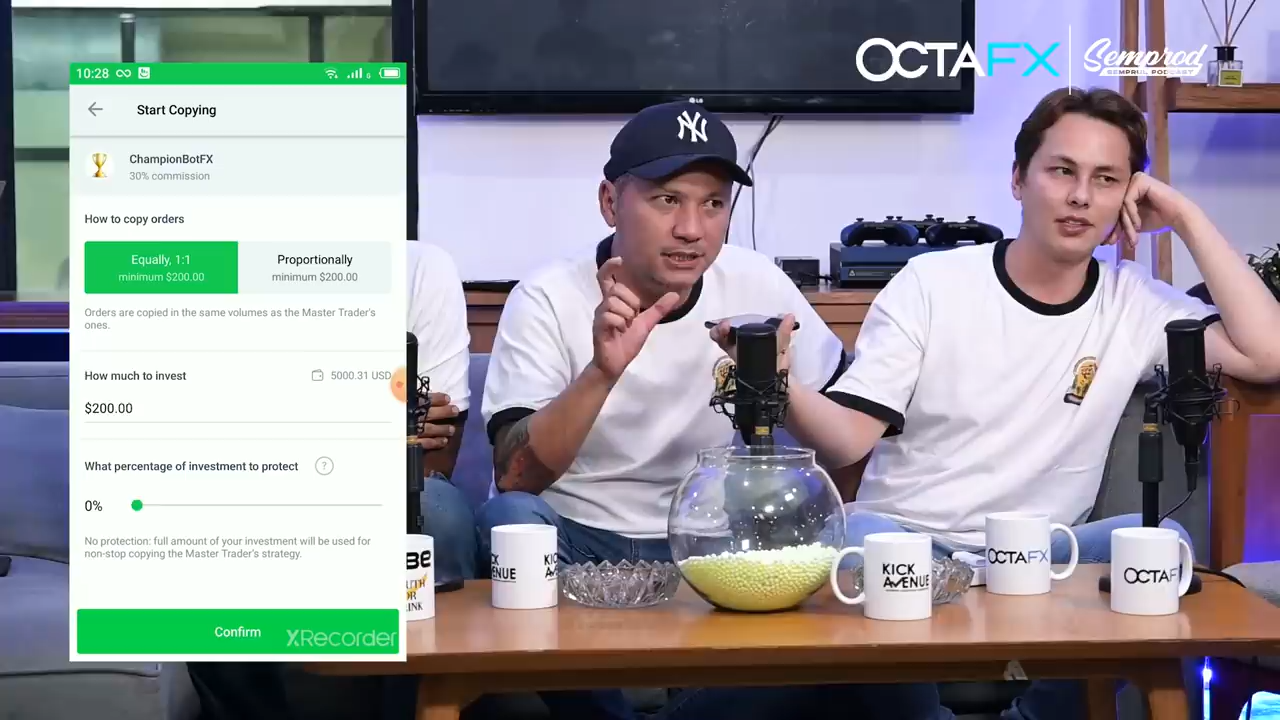 OCTAFX
Semprod
SEMPRUL PODCAST
10:28
Start Copying
ChampionBotFX
30% commission
How to copy orders
Equally, 1:1
minimum $200.00
Proportionally
minimum $200.00
Orders are copied in the same volumes as the Master Trader's
ones.
How much to invest
5000.31 USD
$200.00
What percentage of investment to protect
?
0%
No protection: full amount of your investment will be used for
non-stop copying the Master Trader's strategy.
Confirm
XRecorder
LG
NY
KICK
AVENUE
OCTAFX
OCTAF